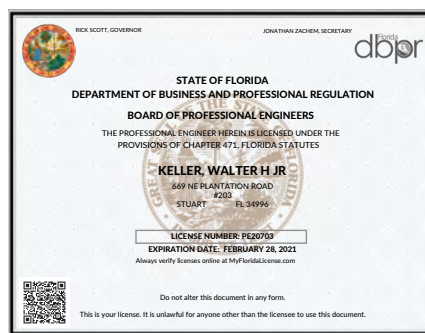 RICK SCOTT, GOVERNOR
JONATHAN ZACHEM, SECRETARY
Florida
dbpr
STATE OF FLORIDA
DEPARTMENT OF BUSINESS AND PROFESSIONAL REGULATION
BOARD OF PROFESSIONAL ENGINEERS
THE PROFESSIONAL ENGINEER HEREIN IS LICENSED UNDER THE
PROVISIONS OF CHAPTER 471, FLORIDA STATUTES
KELLER, WALTER H JR
669 NE PLANTATION ROAD
#203
STUART FL 34996
LICENSE NUMBER: PE20703
EXPIRATION DATE: FEBRUARY 28, 2021
Always verify licenses online at MyFloridaLicense.com
Do not alter this document in any form.
This is your license. It is unlawful for anyone other than the licensee to use this document.